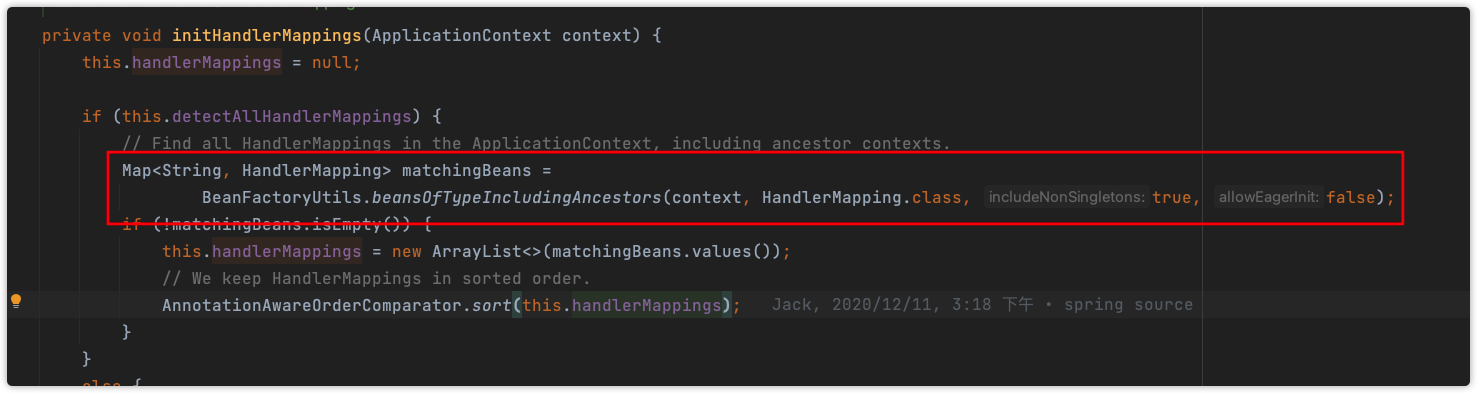 private void initHandlerMappings(ApplicationContext context) {
this.handlerMappings = null;
if (this.detectAllHandlerMappings) {
// Find all HandlerMappings in the ApplicationContext, including ancestor contexts.
Map<String, HandlerMapping> matchingBeans =
BeanFactoryUtils.beansOfTypeIncludingAncestors(context, HandlerMapping.class, includeNonSingletons: true, allowEagerInit: false);
if (!matchingBeans.isEmpty()) {
this.handlerMappings = new ArrayList<>(matchingBeans.values());
// We keep HandlerMappings in sorted order.
AnnotationAwareOrderComparator.sort(this.handlerMappings); Jack, 2020/12/11, 3:18 下午 • spring source
}
}
else {